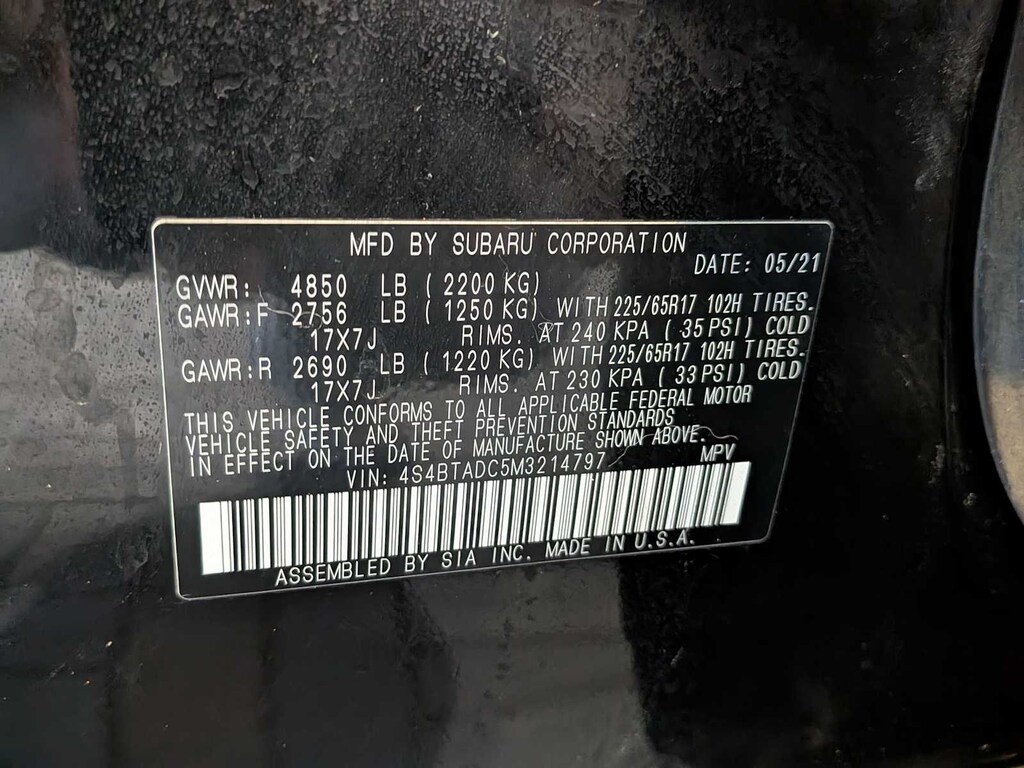 MFD BY SUBARU CORPORATION
DATE: 05/21
GVWR: 4850 LB ( 2200 KG)
GAWR:F 2756 LB ( 1250 KG) WITH 225/65R17 102H TIRES.
17X7J RIMS. AT 240 KPA ( 35 PSI) COLD
GAWR:R 2690 LB ( 1220 KG) WITH 225/65R17 102H TIRES.
17X7J RIMS. AT 230 KPA ( 33 PSI) COLD
THIS VEHICLE CONFORMS TO ALL APPLICABLE FEDERAL MOTOR
VEHICLE SAFETY AND THEFT PREVENTION STANDARDS
IN EFFECT ON THE DATE OF MANUFACTURE SHOWN ABOVE.
VIN: 4S4BTADC5M3214797 MPV
ASSEMBLED BY SIA INC. MADE IN U.S.A.